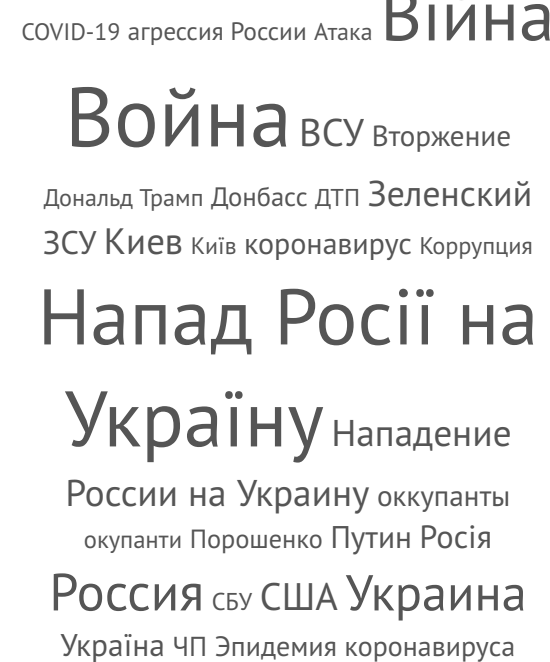 COVID-19 агрессия России Атака Війна
Война ВСУ Вторжение
Дональд Трамп Донбасс ДТП Зеленский
ЗСУ Киев Київ коронавирус Коррупция
Напад Росії на
Україну Нападение
России на Украину оккупанты
окупанти Порошенко Путин Росія
Россия СБУ США Украина
Україна ЧП Эпидемия коронавируса